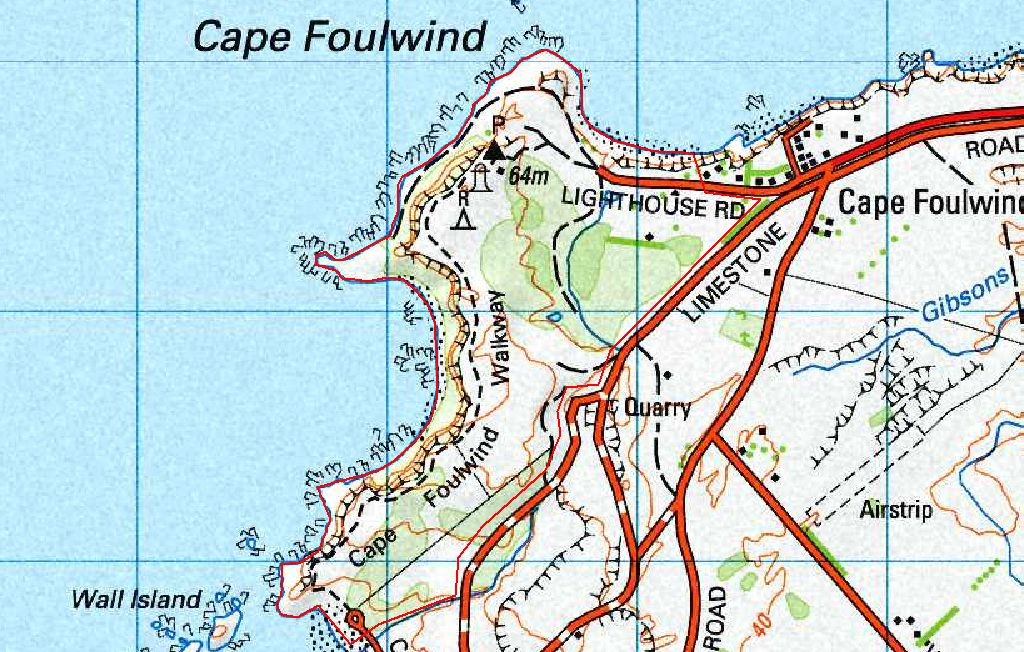 Cape Foulwind
P
64m
R
LIGHTHOUSE RD
ROAD
Cape Foulwind
LIMESTONE
Gibsons
D
Walkway
Quarry
Foulwind
Cape
Airstrip
Wall Island
ROAD
40
C